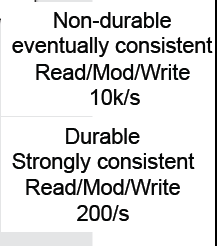 Non-durable
eventually consistent
Read/Mod/Write
10k/s
Durable
Strongly consistent
Read/Mod/Write
200/s